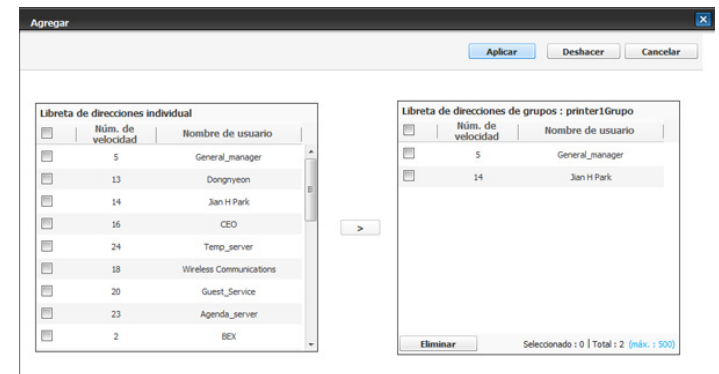 Agregar
Aplicar Deshacer Cancelar
Libreta de direcciones individual
Núm. de velocidad Nombre de usuario
5 General_manager
13 Dongnyeon
14 Jian H Park
16 CEO
24 Temp_server
18 Wireless Communications
20 Guest_Service
23 Agenda_server
2 BEX
>
Libreta de direcciones de grupos : printer1Grupo
Núm. de velocidad Nombre de usuario
5 General_manager
14 Jian H Park
Eliminar Seleccionado : 0 | Total : 2 (máx. : 500)